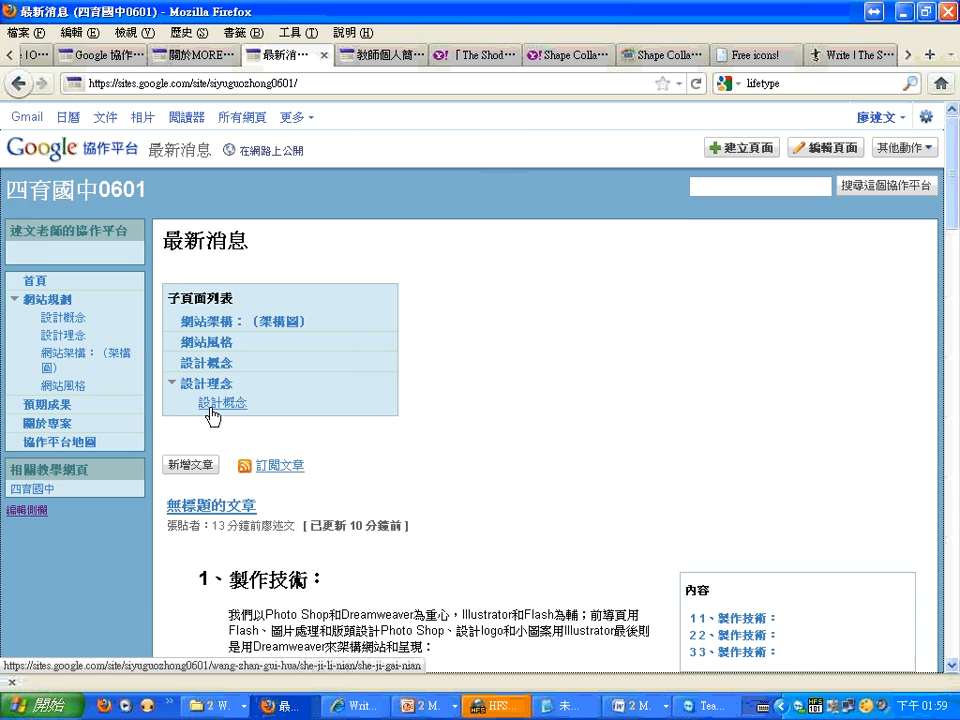 最新消息 (四育國中0601) - Mozilla Firefox
檔案(F) 編輯(E) 檢視(V) 歷史(S) 書籤(B) 工具(T) 說明(H)
Google 協作… 關於MORE… 最新消… 教師個人簡… 「The Shod… Shape Colla… Shape Colla… Free icons! Write | The S…
https://sites.google.com/site/siyuguozhong0601/ lifetype
Gmail 日曆 文件 相片 閱讀器 所有網頁 更多 廖述文
Google 協作平台 最新消息 在網路上公開 建立頁面 編輯頁面 其他動作
四育國中0601 搜尋這個協作平台
述文老師的協作平台
首頁
網站規劃
設計概念
設計理念
網站架構：（架構
圖）
網站風格
預期成果
關於專案
協作平台地圖
相關教學網頁
四育國中
編輯側欄
最新消息
子頁面列表
網站架構：（架構圖）
網站風格
設計概念
設計理念
設計概念
新增文章 訂閱文章
無標題的文章
張貼者：13 分鐘前廖述文 [ 已更新 10 分鐘前 ]
1、製作技術：
我們以Photo Shop和Dreamweaver為重心，Illustrator和Flash為輔；前導頁用
Flash、圖片處理和版頭設計Photo Shop、設計logo和小圖案用Illustrator最後則
是用Dreamweaver來架構網站和呈現：
內容
1 1、製作技術：
2 2、製作技術：
3 3、製作技術：
https://sites.google.com/site/siyuguozhong0601/wang-zhan-gui-hua/she-ji-li-nian/she-ji-gai-nian
開始 2 W.. 最... Writ... 2 M.. HFS... 未... 2 M.. Tea... 下午 01:59